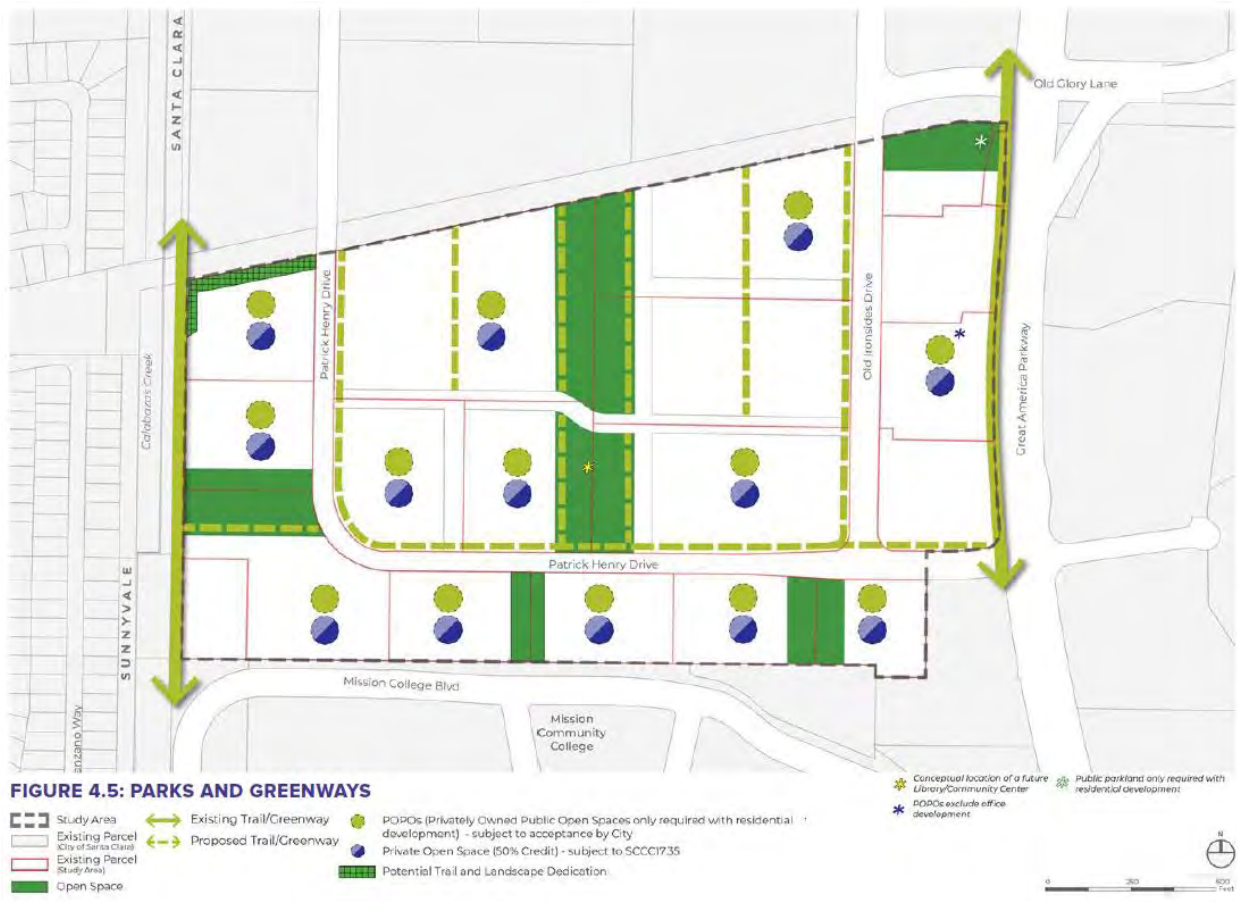 SANTA CLARA
Old Glory Lane
Patrick Henry Drive
Old Ironsides Drive
Great America Parkway
Calabazas Creek
Patrick Henry Drive
SUNNYVALE
Mission College Blvd
Mission
Community
College
anzano Way
FIGURE 4.5: PARKS AND GREENWAYS
Study Area
Existing Parcel
(City of Santa Clara)
Existing Parcel
(Study Area)
Open Space
Existing Trail/Greenway
Proposed Trail/Greenway
POPOs (Privately Owned Public Open Spaces only required with residential
development) - subject to acceptance by City
Private Open Space (50% Credit) - subject to SCCC1735
Potential Trail and Landscape Dedication
Conceptual location of a future
Library/Community Center
POPOs exclude office
development
Public parkland only required with
residential development
N
0 250 500
Feet